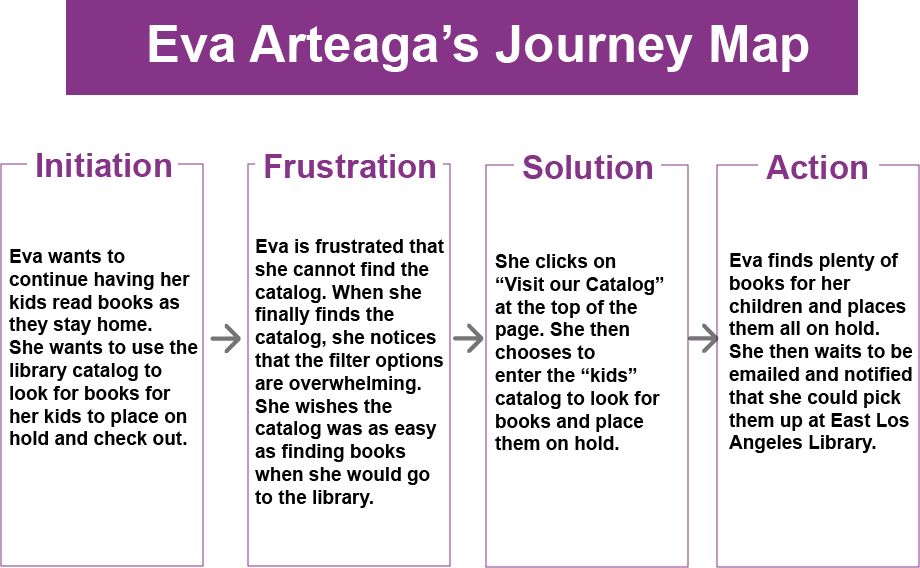 Eva Arteaga’s Journey Map
Initiation
Eva wants to
continue having her
kids read books as
they stay home.
She wants to use the
library catalog to
look for books for
her kids to place on
hold and check out.
Frustration
Eva is frustrated that
she cannot find the
catalog. When she
finally finds the
catalog, she notices
that the filter options
are overwhelming.
She wishes the
catalog was as easy
as finding books
when she would go
to the library.
Solution
She clicks on
“Visit our Catalog”
at the top of the
page. She then
chooses to
enter the “kids”
catalog to look for
books and place
them on hold.
Action
Eva finds plenty of
books for her
children and places
them all on hold.
She then waits to be
emailed and notified
that she could pick
them up at East Los
Angeles Library.